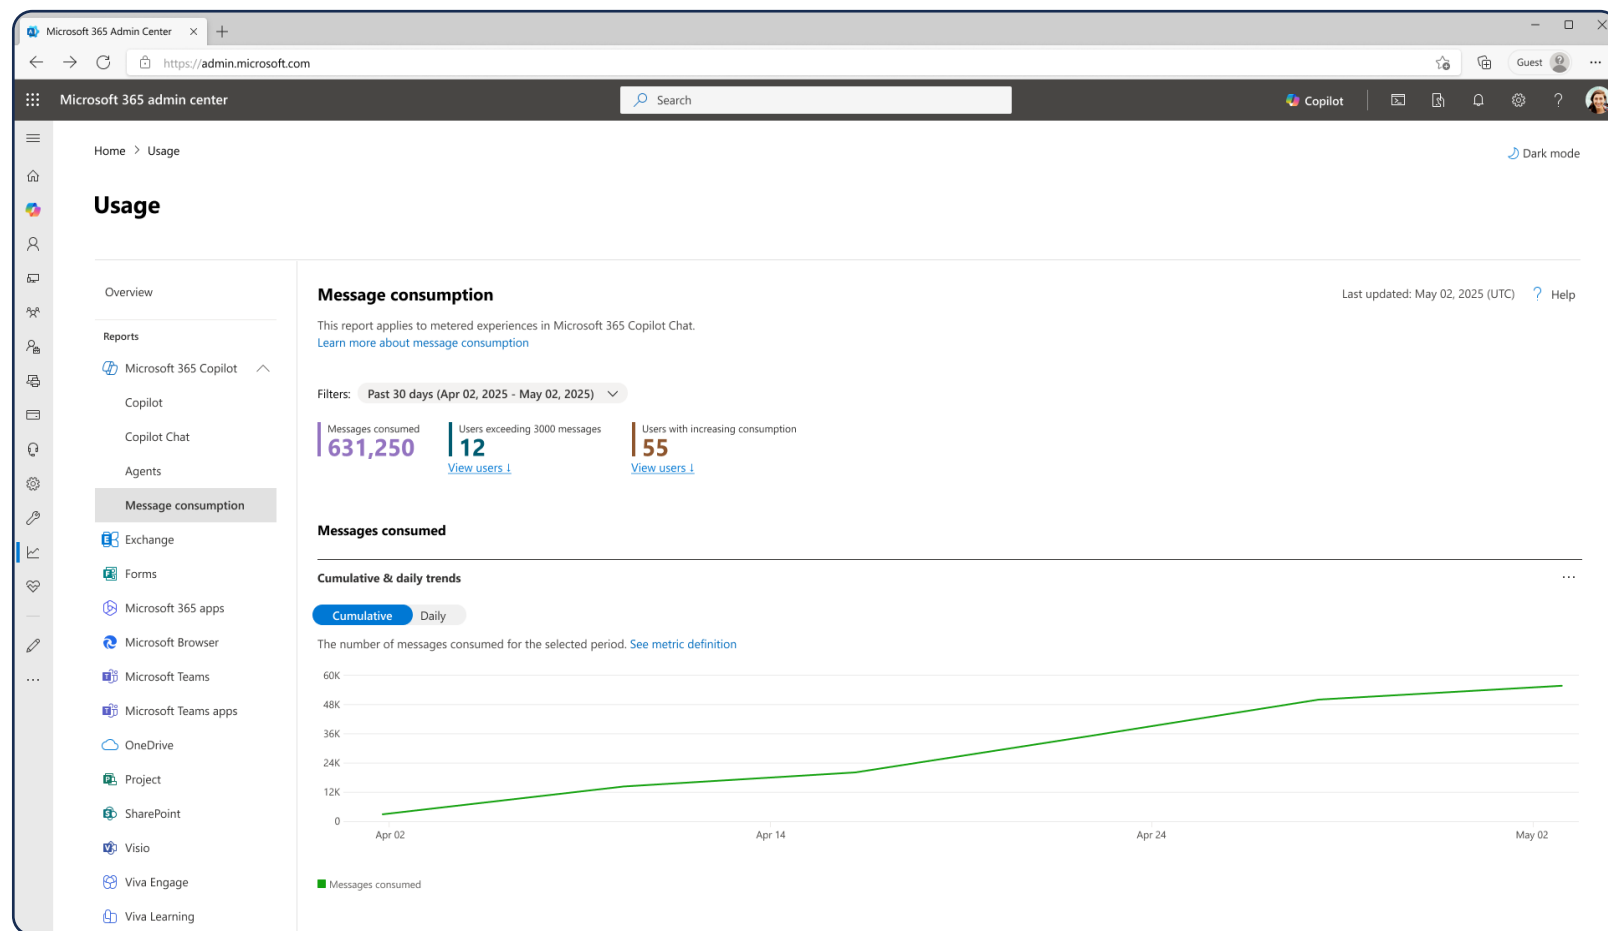 Microsoft 365 Admin Center
https://admin.microsoft.com
Guest
Microsoft 365 admin center
Search
Copilot
Home > Usage
Dark mode
Usage
Overview
Reports
Microsoft 365 Copilot
Copilot
Copilot Chat
Agents
Message consumption
Exchange
Forms
Microsoft 365 apps
Microsoft Browser
Microsoft Teams
Microsoft Teams apps
OneDrive
Project
SharePoint
Visio
Viva Engage
Viva Learning
Message consumption
Last updated: May 02, 2025 (UTC)
? Help
This report applies to metered experiences in Microsoft 365 Copilot Chat.
Learn more about message consumption
Filters: Past 30 days (Apr 02, 2025 - May 02, 2025)
Messages consumed
631,250
Users exceeding 3000 messages
12
View users ↓
Users with increasing consumption
55
View users ↓
Messages consumed
Cumulative & daily trends
Cumulative
Daily
The number of messages consumed for the selected period. See metric definition
60K
48K
36K
24K
12K
0
Apr 02
Apr 14
Apr 24
May 02
Messages consumed